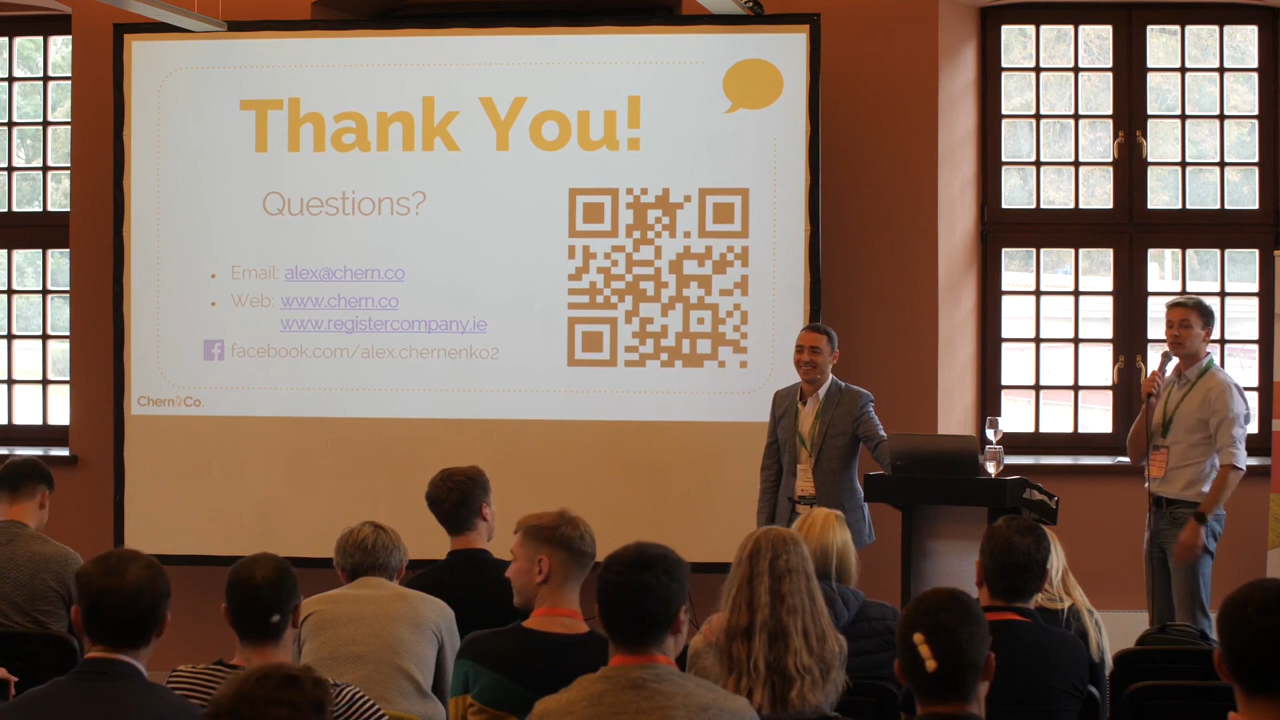 Thank You!
Questions?
Email: alex@chern.co
Web: www.chern.co
www.registercompany.ie
f facebook.com/alex.chernenko2
Chern Co.